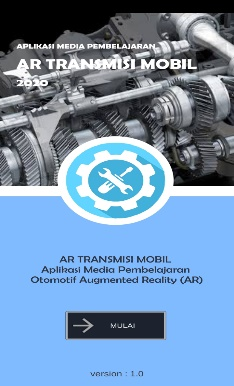 APLIKASI MEDIA PEMBELAJARAN
AR TRANIMISI MOBIL
2020
AR TRANSMISI MOBIL
Aplikasi Media Pembelajaran
Otomotif Augmented Reality (AR)
MULAI
version : 1.0